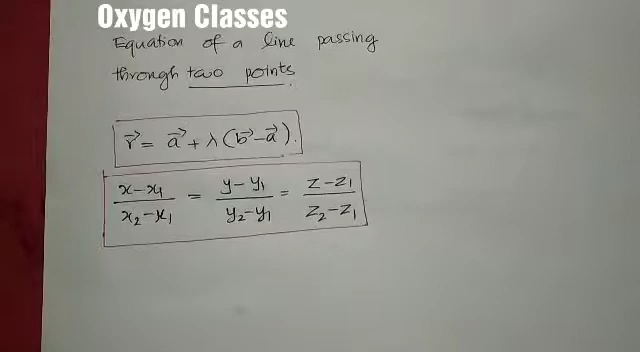 Oxygen Classes
Equation of a line passing
through two points.
r⃗ = a⃗ + λ(b⃗ - a⃗).
(x - x₁)/(x₂ - x₁) = (y - y₁)/(y₂ - y₁) = (z - z₁)/(z₂ - z₁)